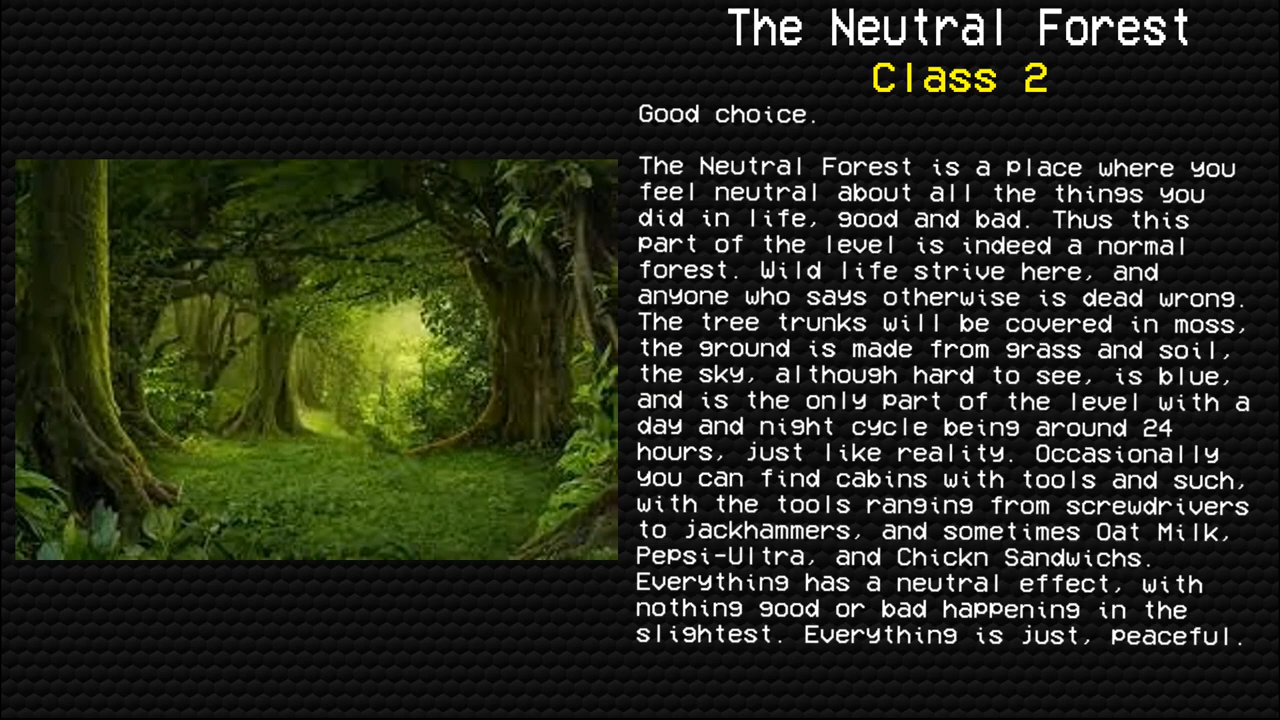 The Neutral Forest
Class 2
Good choice.
The Neutral Forest is a place where you
feel neutral about all the things you
did in life, good and bad. Thus this
part of the level is indeed a normal
forest. Wild life strive here, and
anyone who says otherwise is dead wrong.
The tree trunks will be covered in moss,
the ground is made from grass and soil,
the sky, although hard to see, is blue,
and is the only part of the level with a
day and night cycle being around 24
hours, just like reality. Occasionally
you can find cabins with tools and such,
with the tools ranging from screwdrivers
to jackhammers, and sometimes Oat Milk,
Pepsi-Ultra, and Chickn Sandwichs.
Everything has a neutral effect, with
nothing good or bad happening in the
slightest. Everything is just, peaceful.